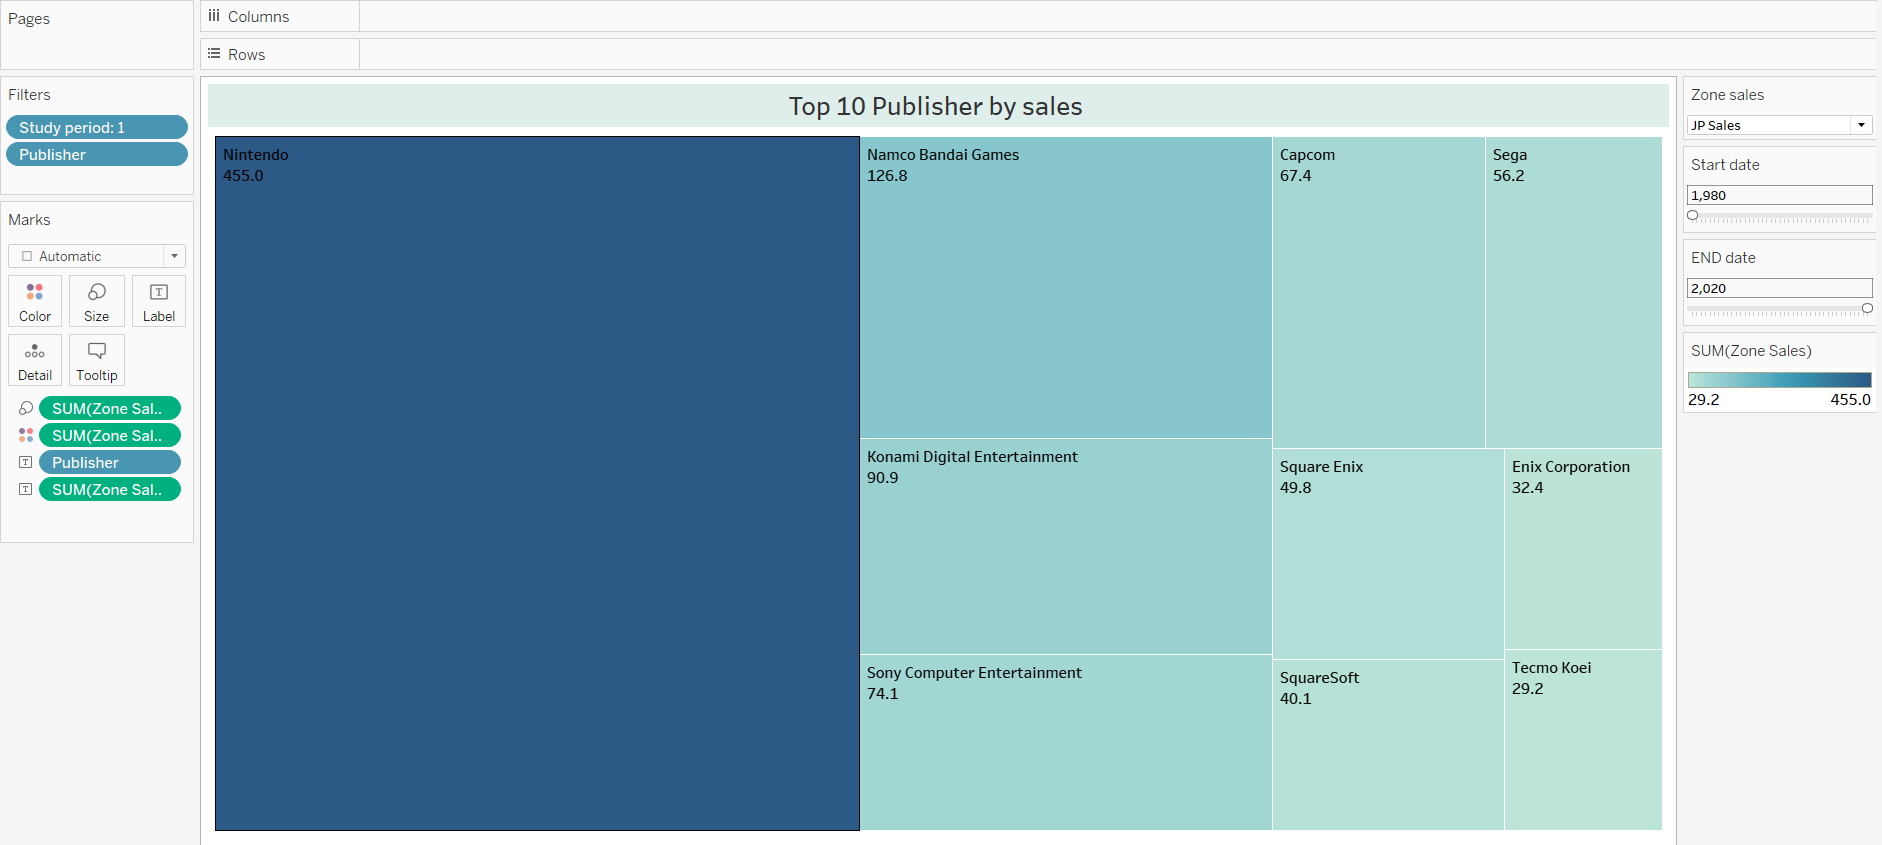 Pages
Columns
Rows
Filters
Study period: 1
Publisher
Marks
Automatic
Color
Size
T
Label
Detail
Tooltip
SUM(Zone Sal..
SUM(Zone Sal..
T
Publisher
T
SUM(Zone Sal..
Top 10 Publisher by sales
Nintendo
455.0
Namco Bandai Games
126.8
Konami Digital Entertainment
90.9
Sony Computer Entertainment
74.1
Capcom
67.4
Sega
56.2
Square Enix
49.8
Enix Corporation
32.4
SquareSoft
40.1
Tecmo Koei
29.2
Zone sales
JP Sales
Start date
1,980
END date
2,020
SUM(Zone Sales)
29.2 455.0